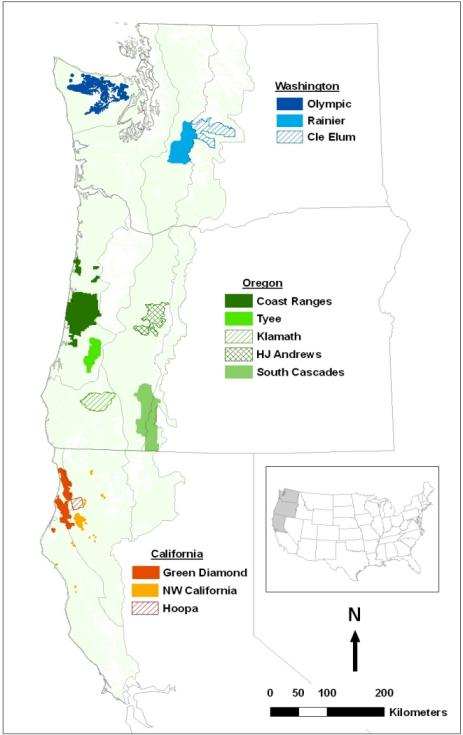 Washington
Olympic
Rainier
Cle Elum
Oregon
Coast Ranges
Tyee
Klamath
HJ Andrews
South Cascades
California
Green Diamond
NW California
Hoopa
N
0 50 100 200
Kilometers